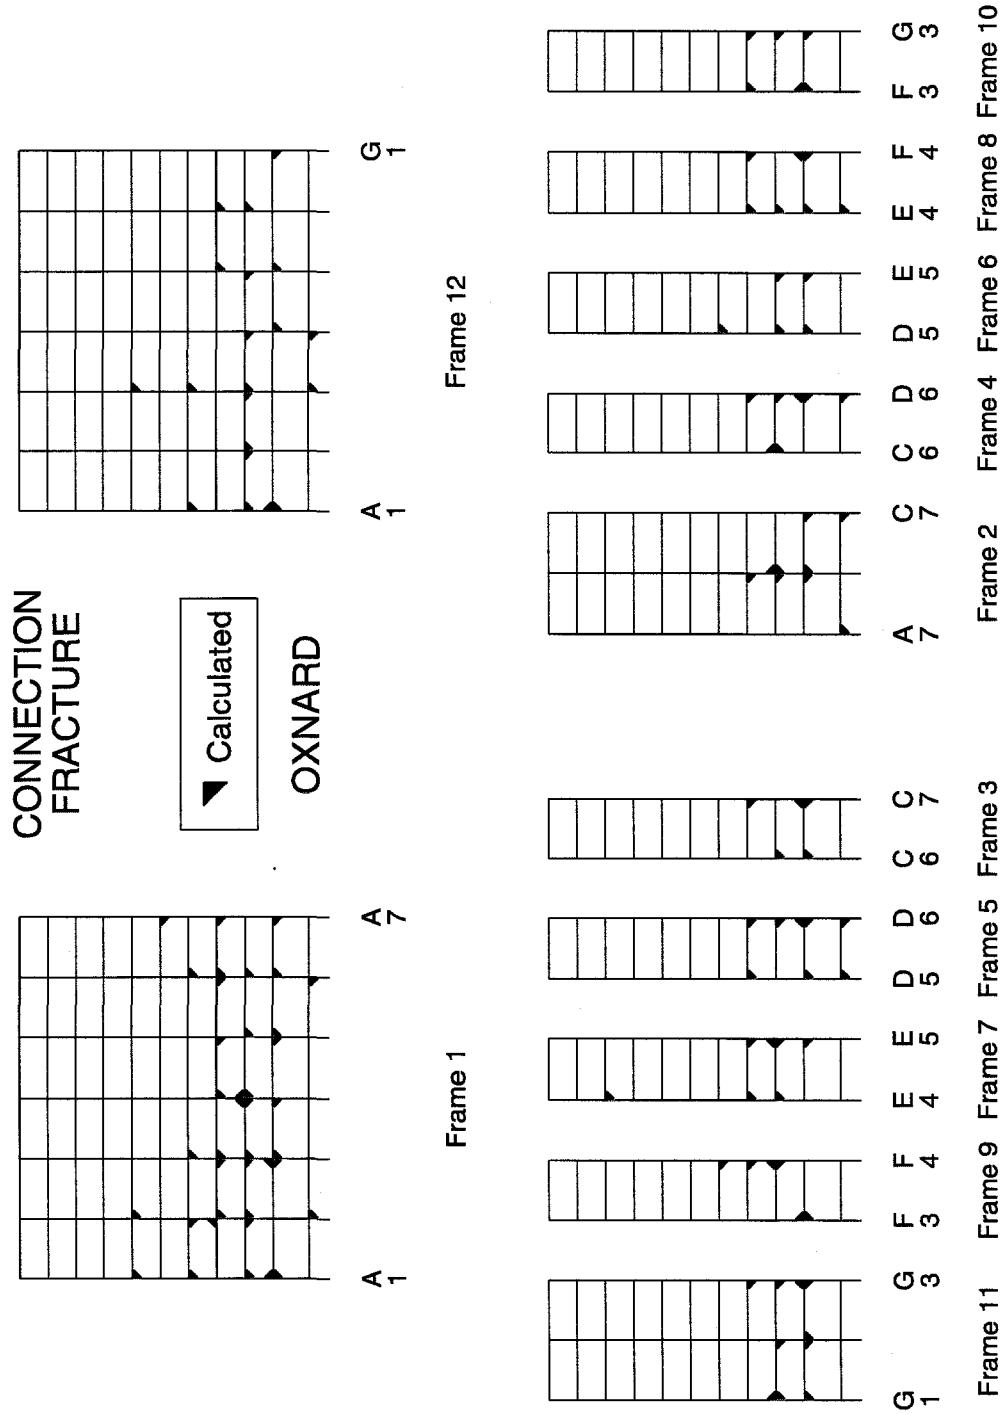 CONNECTION
FRACTURE
Calculated
OXNARD
A
1
A
7
Frame 1
A
1
G
1
Frame 12
G
1
G
3
Frame 11
F
3
F
4
Frame 9
E
4
E
5
Frame 7
D
5
D
6
Frame 5
C
6
C
7
Frame 3
A
7
C
7
Frame 2
C
6
D
6
Frame 4
D
5
E
5
Frame 6
E
4
F
4
Frame 8
F
3
G
3
Frame 10